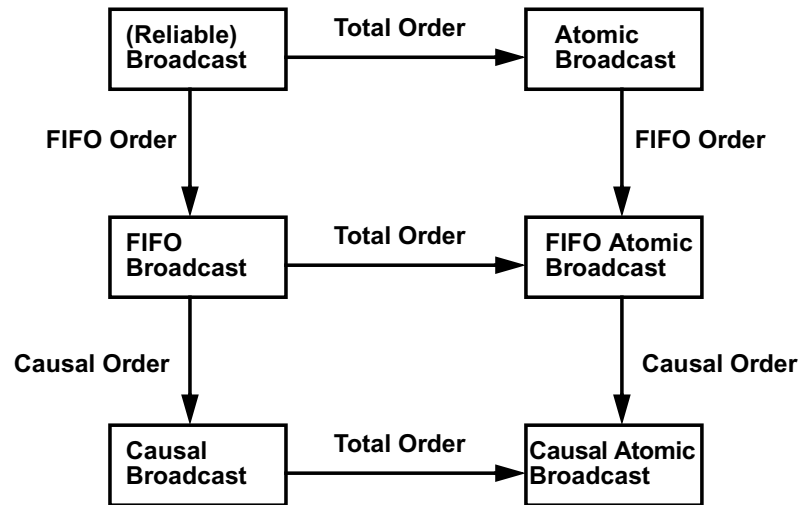 (Reliable)
Broadcast
Total Order
Atomic
Broadcast
FIFO Order
FIFO Order
FIFO
Broadcast
Total Order
FIFO Atomic
Broadcast
Causal Order
Causal Order
Causal
Broadcast
Total Order
Causal Atomic
Broadcast